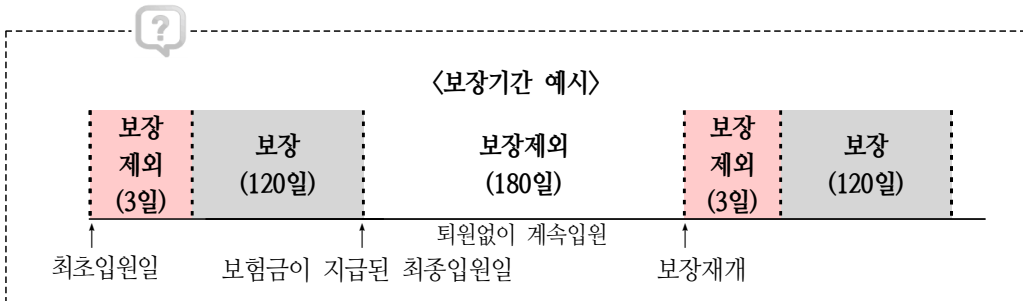 ?
<보장기간 예시>
보장
제외
(3일)
보장
(120일)
보장제외
(180일)
보장
제외
(3일)
보장
(120일)
퇴원없이 계속입원
최초입원일
보험금이 지급된 최종입원일
보장재개